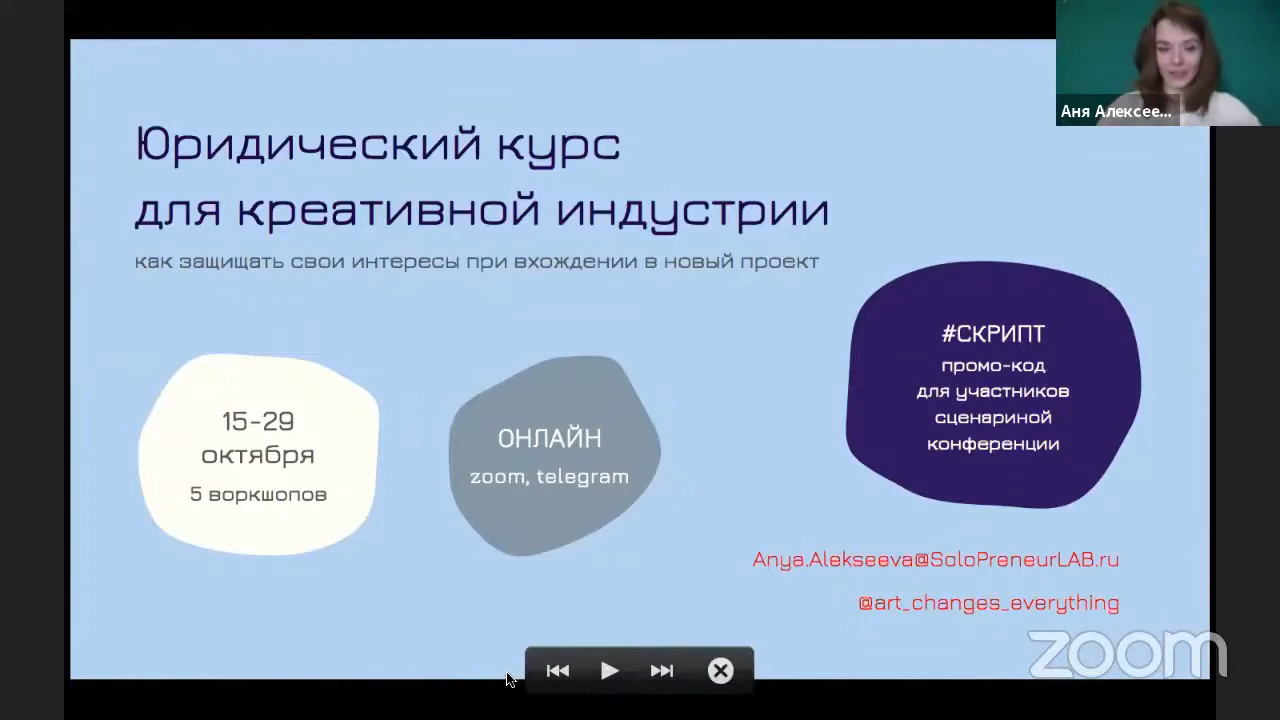 Аня Алексее...
Юридический курс
для креативной индустрии
как защищать свои интересы при вхождении в новый проект
#СКРИПТ
промо-код
для участников
сценариной
конференции
15-29
октября
5 воркшопов
ОНЛАЙН
zoom, telegram
Anya.Alekseeva@SoloPreneurLAB.ru
@art_changes_everything
zoom